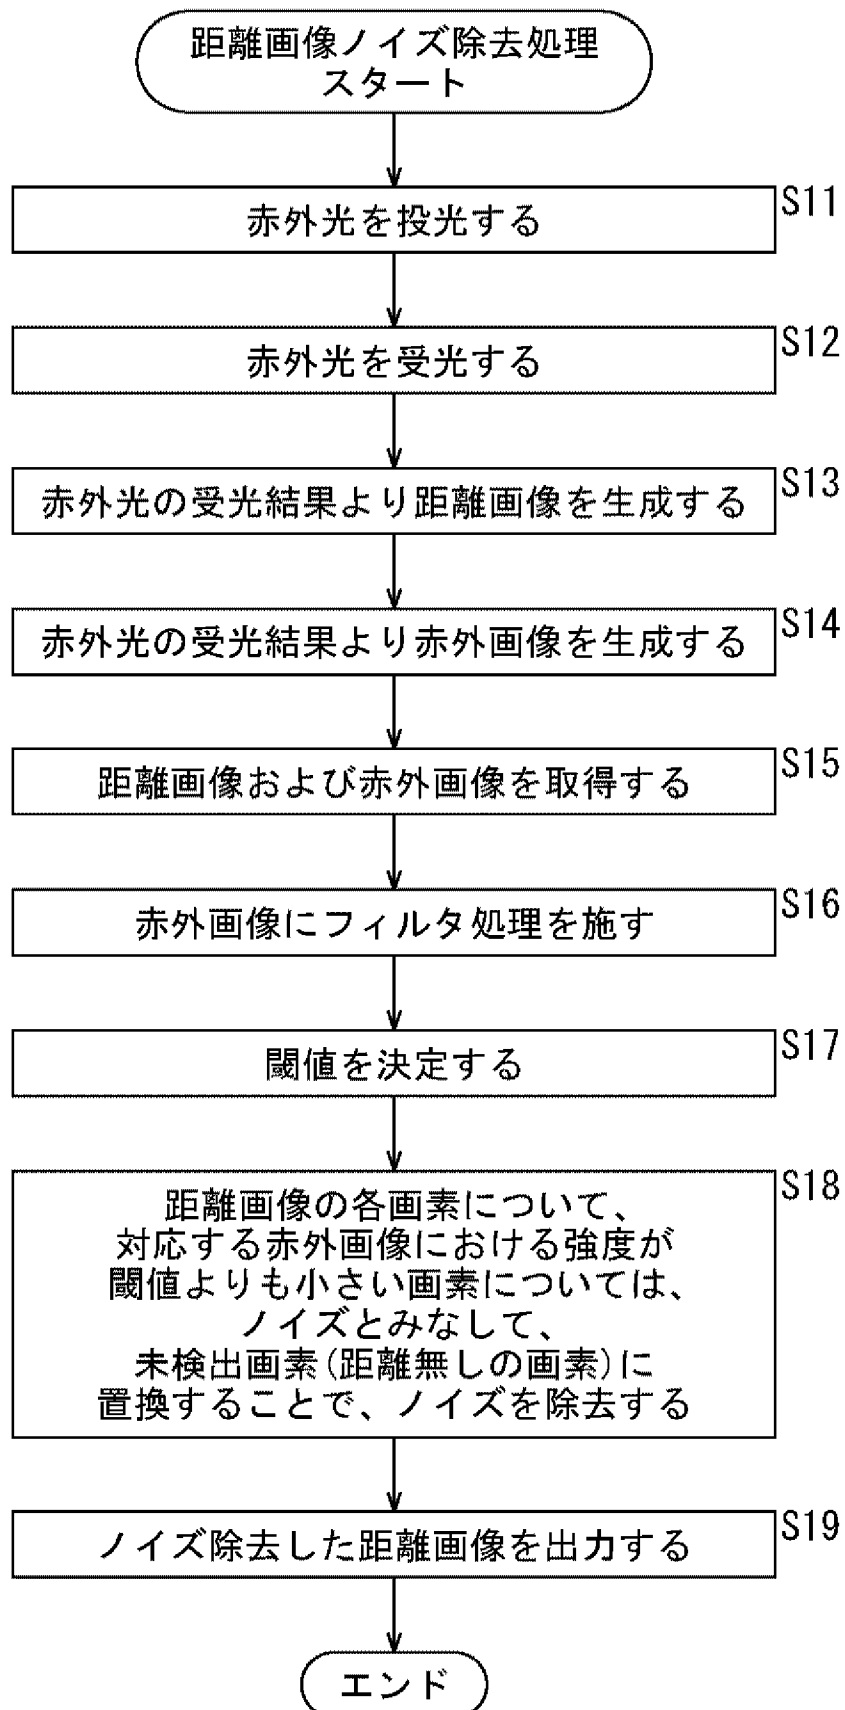 距離画像ノイズ除去処理
スタート
S11
赤外光を投光する
S12
赤外光を受光する
S13
赤外光の受光結果より距離画像を生成する
S14
赤外光の受光結果より赤外画像を生成する
S15
距離画像および赤外画像を取得する
S16
赤外画像にフィルタ処理を施す
S17
閾値を決定する
S18
距離画像の各画素について、
対応する赤外画像における強度が
閾値よりも小さい画素については、
ノイズとみなして、
未検出画素(距離無しの画素)に
置換することで、ノイズを除去する
S19
ノイズ除去した距離画像を出力する
エンド